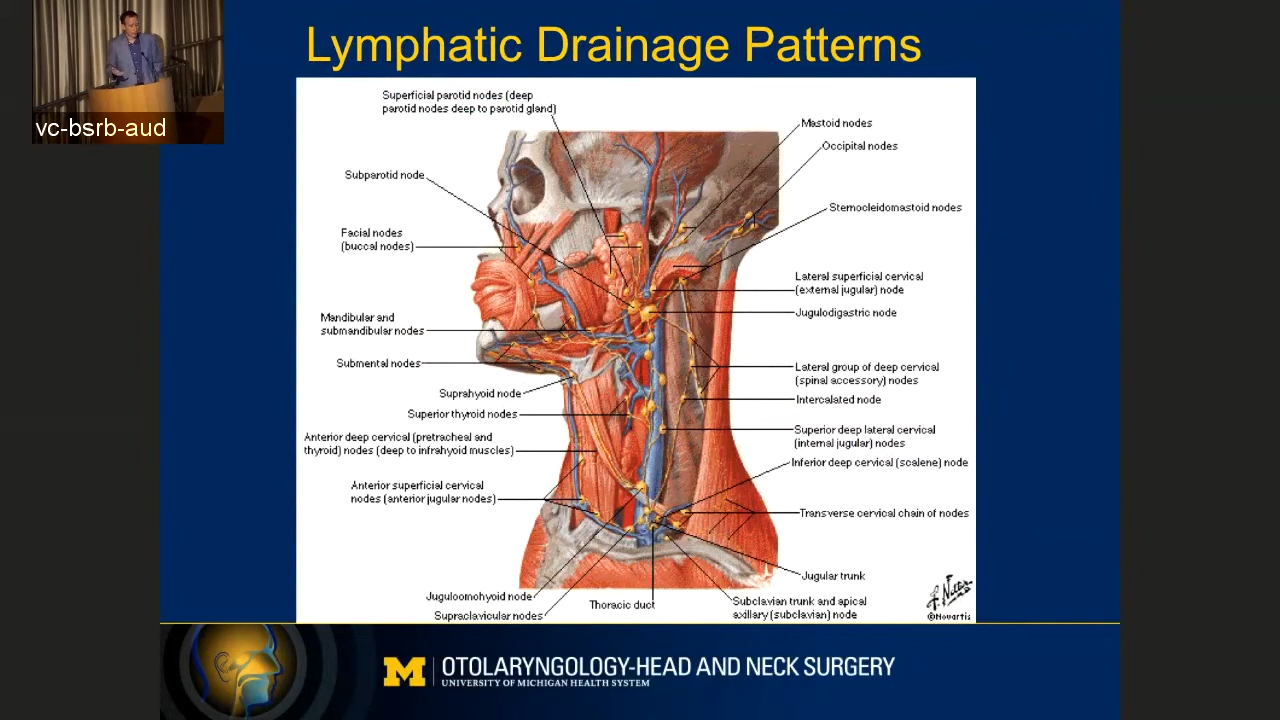 Lymphatic Drainage Patterns
vc-bsrb-aud
Superficial parotid nodes (deep
parotid nodes deep to parotid gland)
Mastoid nodes
Occipital nodes
Subparotid node
Sternocleidomastoid nodes
Facial nodes
(buccal nodes)
Lateral superficial cervical
(external jugular) node
Jugulodigastric node
Mandibular and
submandibular nodes
Submental nodes
Lateral group of deep cervical
(spinal accessory) nodes
Suprahyoid node
Intercalated node
Superior thyroid nodes
Superior deep lateral cervical
(internal jugular) nodes
Anterior deep cervical (pretracheal and
thyroid) nodes (deep to infrahyoid muscles)
Inferior deep cervical (scalene) node
Anterior superficial cervical
nodes (anterior jugular nodes)
Transverse cervical chain of nodes
Jugular trunk
Juguloomohyoid node
Supraclavicular nodes
Thoracic duct
Subclavian trunk and apical
axillary (subclavian) node
F. Netter
©Novartis
M
OTOLARYNGOLOGY-HEAD AND NECK SURGERY
UNIVERSITY OF MICHIGAN HEALTH SYSTEM